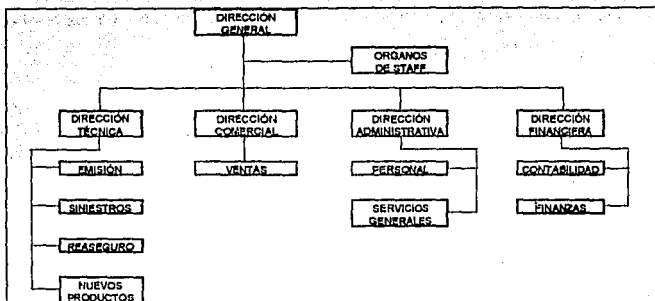 DIRECCIÓN
GENERAL
ORGANOS
DE STAFF
DIRECCIÓN
TÉCNICA
DIRECCIÓN
COMERCIAL
DIRECCIÓN
ADMINISTRATIVA
DIRECCIÓN
FINANCIERA
EMISIÓN
VENTAS
PERSONAL
CONTABILIDAD
SINIESTROS
SERVICIOS
GENERALES
FINANZAS
REASEGURO
NUEVOS
PRODUCTOS